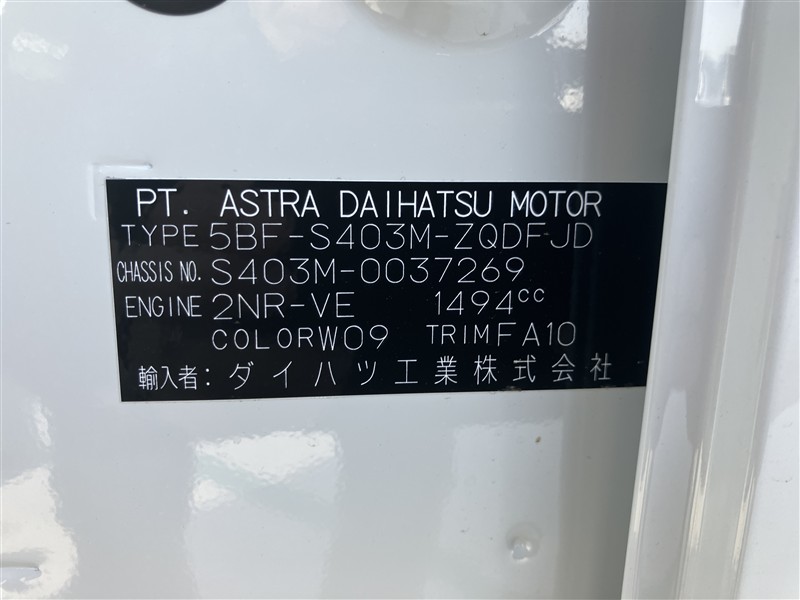 PT. ASTRA DAIHATSU MOTOR
TYPE 5BF-S403M-ZQDFJD
CHASSIS NO. S403M-0037269
ENGINE 2NR-VE 1494cc
COLOR W09 TRIM FA10
輸入者: ダイハツ工業株式会社